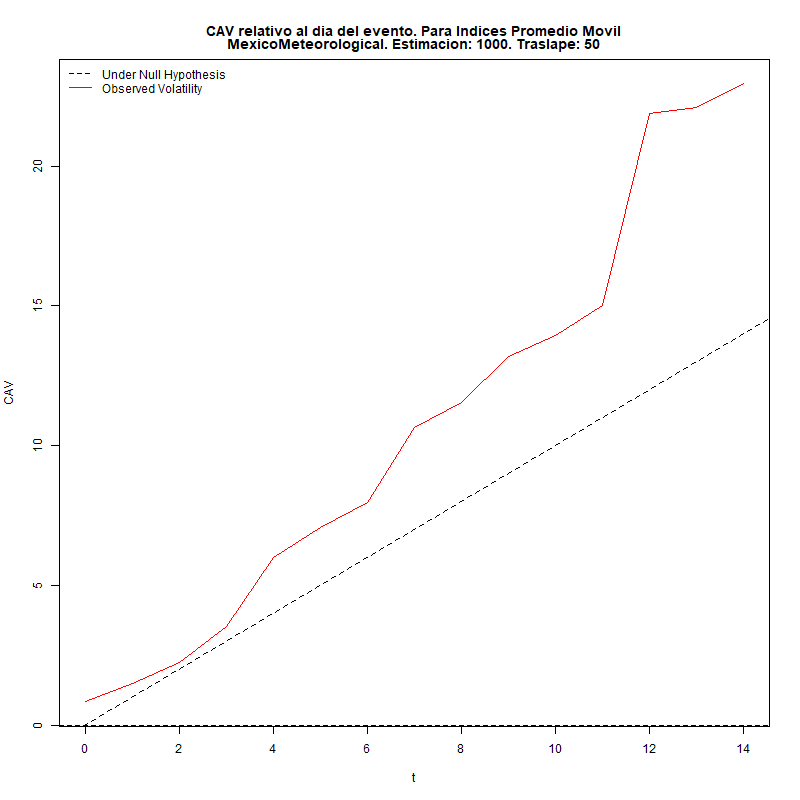 CAV relativo al dia del evento. Para Indices Promedio Movil
MexicoMeteorological. Estimacion: 1000. Traslape: 50
Under Null Hypothesis
Observed Volatility
CAV
20
15
10
5
0
0 2 4 6 8 10 12 14
t